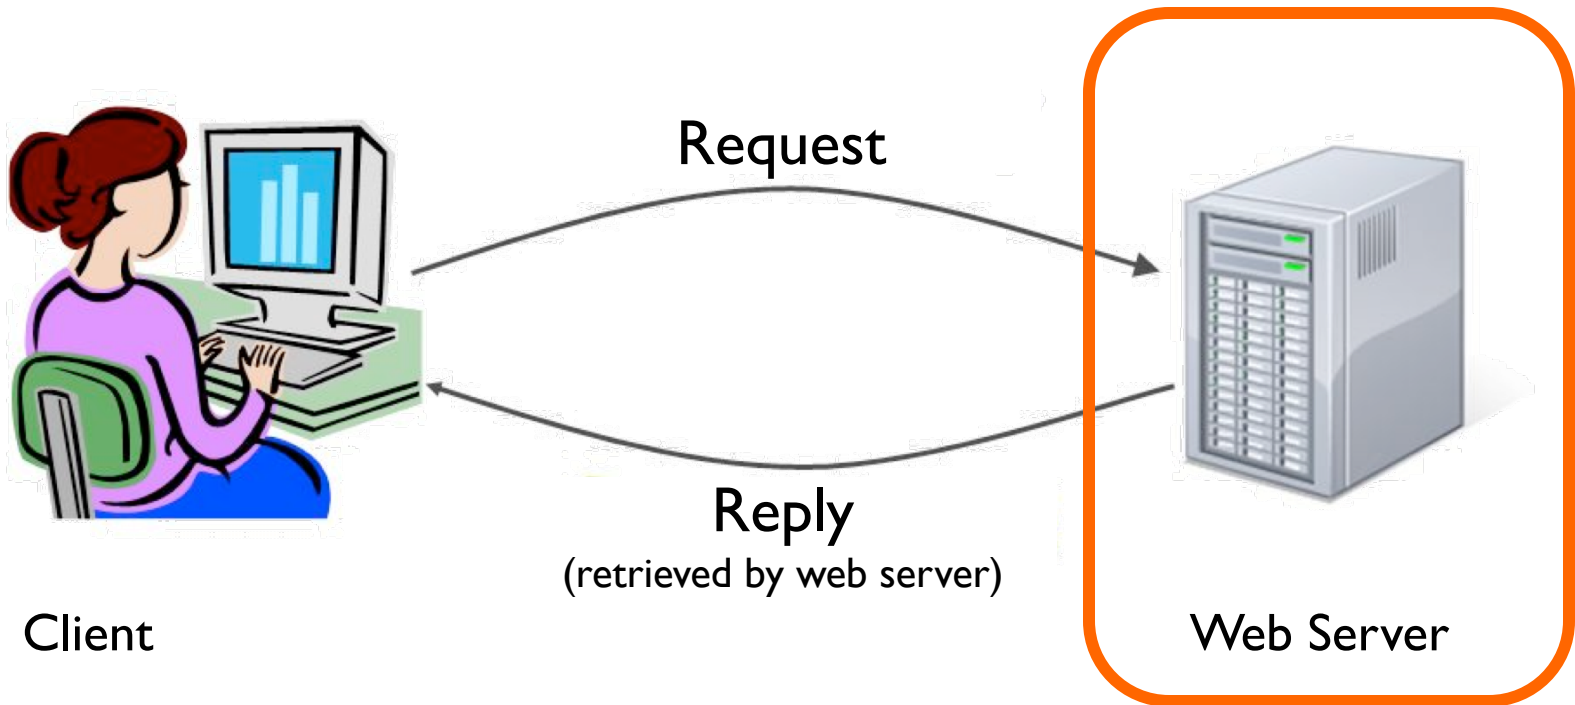 Request
Reply
(retrieved by web server)
Client
Web Server